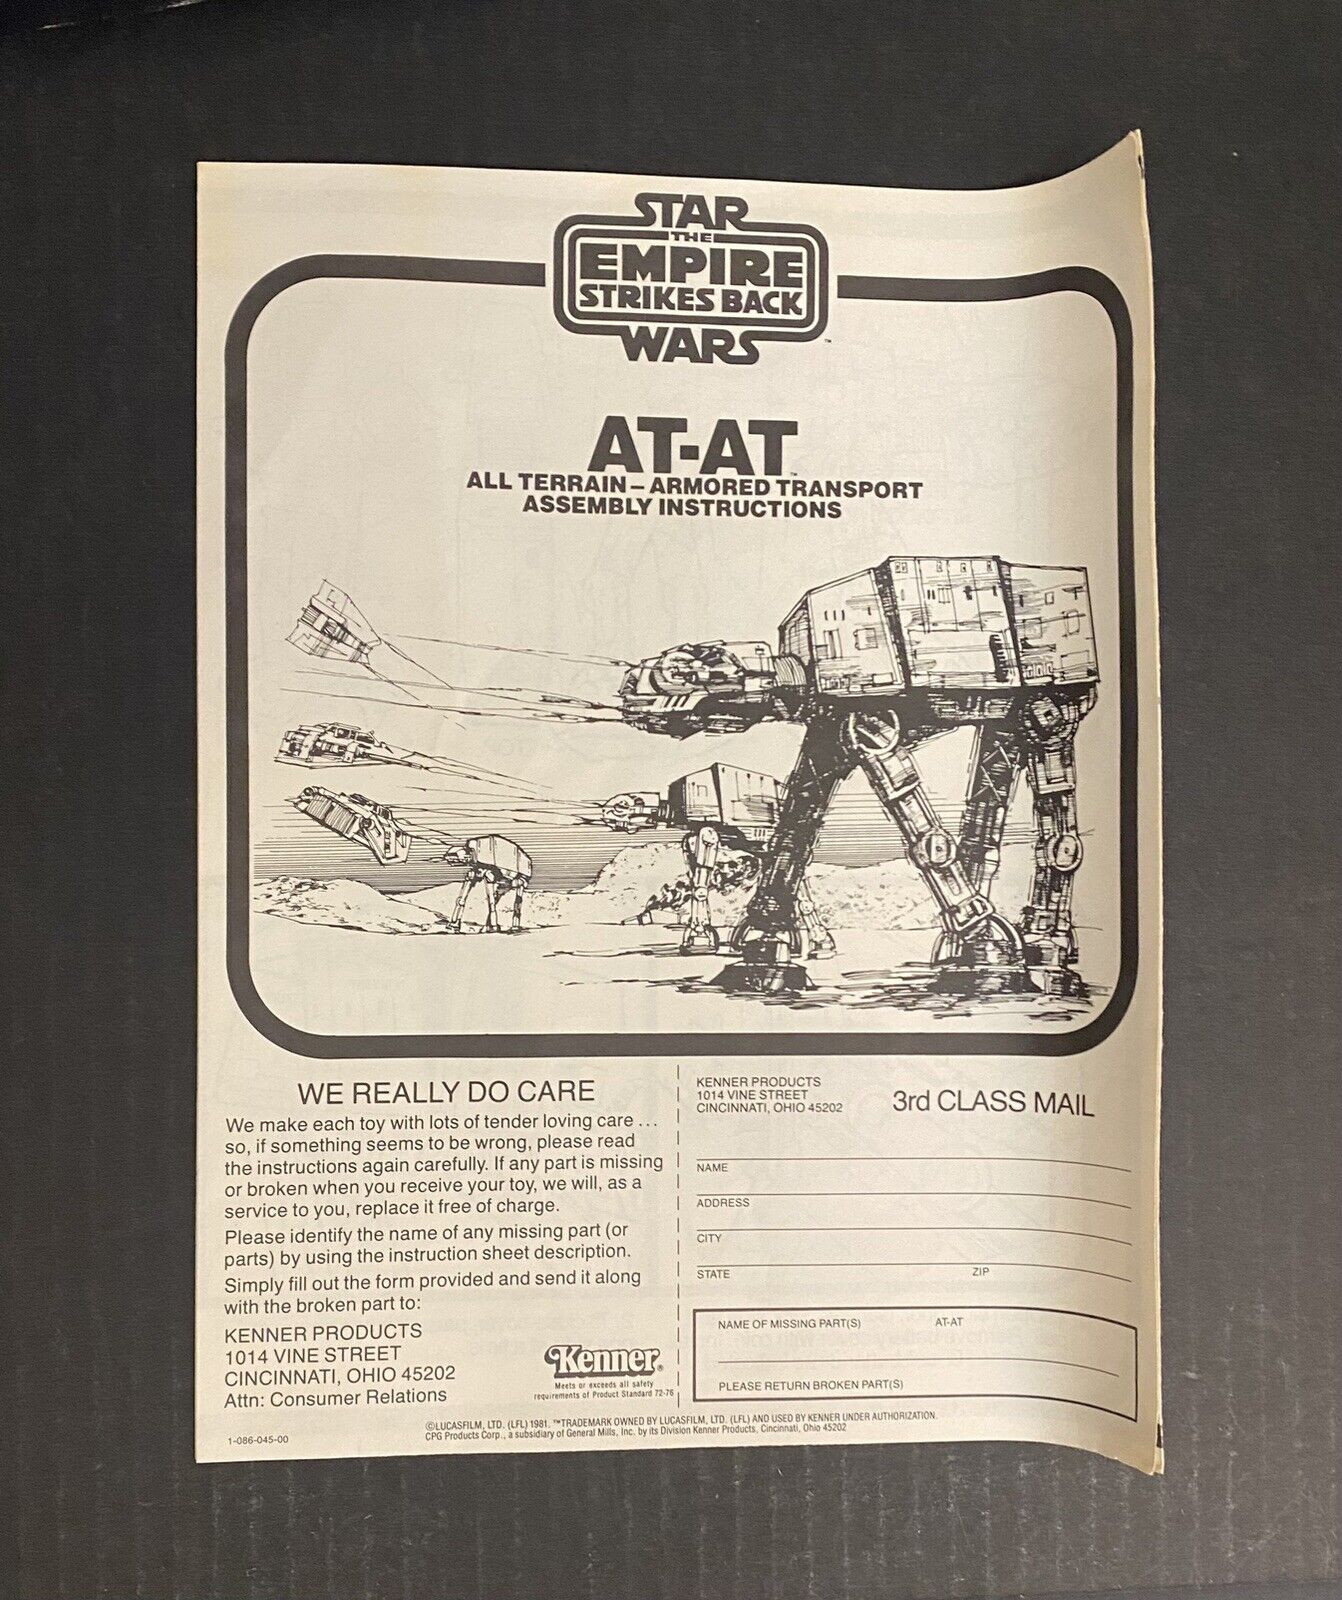 STAR
THE
EMPIRE
STRIKES BACK
WARS™
AT-AT™
ALL TERRAIN – ARMORED TRANSPORT
ASSEMBLY INSTRUCTIONS
WE REALLY DO CARE
We make each toy with lots of tender loving care ...
so, if something seems to be wrong, please read
the instructions again carefully. If any part is missing
or broken when you receive your toy, we will, as a
service to you, replace it free of charge.
Please identify the name of any missing part (or
parts) by using the instruction sheet description.
Simply fill out the form provided and send it along
with the broken part to:
KENNER PRODUCTS
1014 VINE STREET
CINCINNATI, OHIO 45202
Attn: Consumer Relations
Kenner®
Meets or exceeds all safety
requirements of Product Standard 72-76
KENNER PRODUCTS
1014 VINE STREET
CINCINNATI, OHIO 45202
3rd CLASS MAIL
NAME
ADDRESS
CITY
STATE ZIP
NAME OF MISSING PART(S) AT-AT
PLEASE RETURN BROKEN PART(S)
©LUCASFILM, LTD. (LFL) 1981. ™TRADEMARK OWNED BY LUCASFILM, LTD. (LFL) AND USED BY KENNER UNDER AUTHORIZATION.
CPG Products Corp., a subsidiary of General Mills, Inc. by its Division Kenner Products, Cincinnati, Ohio 45202
1-086-045-00